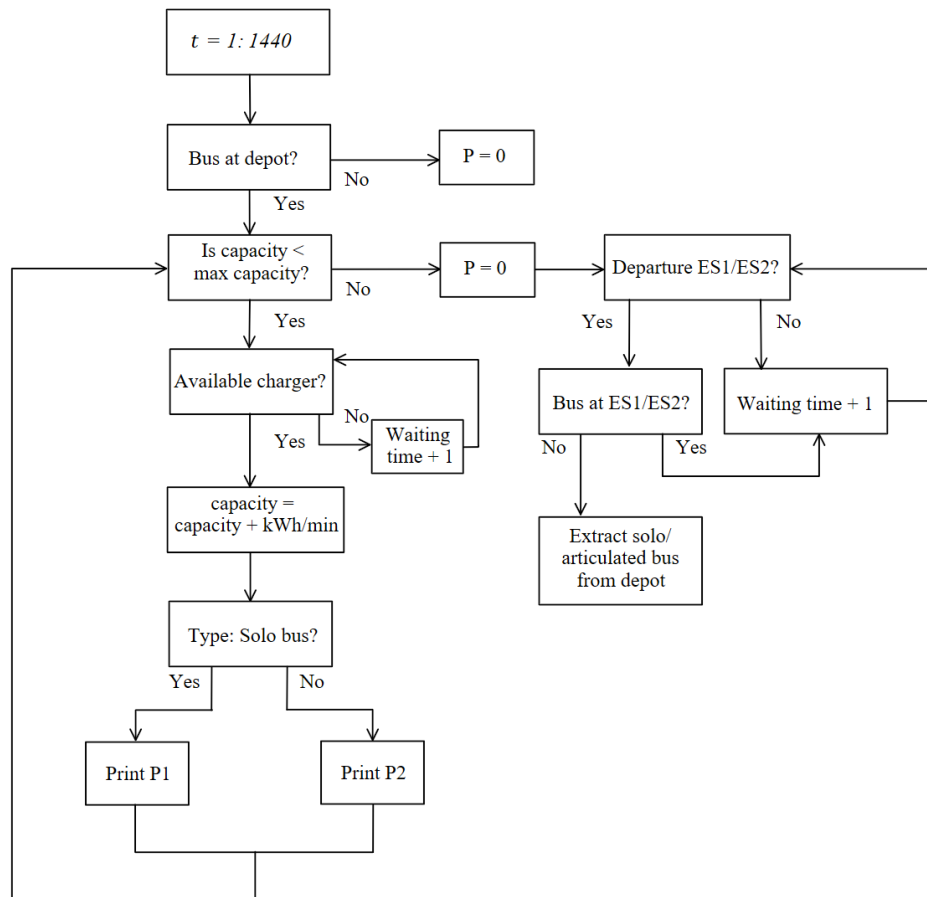 t = 1: 1440
Bus at depot?
P = 0
No
Yes
Is capacity <
max capacity?
P = 0
Departure ES1/ES2?
No
Yes
Yes
No
Available charger?
Bus at ES1/ES2?
Waiting time + 1
No
Yes
Waiting
time + 1
No
Yes
capacity =
capacity + kWh/min
Extract solo/
articulated bus
from depot
Type: Solo bus?
Yes
No
Print P1
Print P2